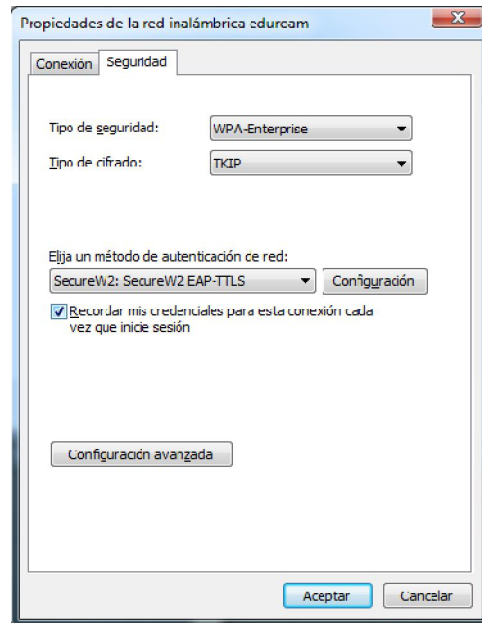 Propiedades de la red inalámbrica eduroam
Conexión
Seguridad
Tipo de seguridad:
WPA-Enterprise
Tipo de cifrado:
TKIP
Elija un método de autenticación de red:
SecureW2: SecureW2 EAP-TTLS
Configuración
Recordar mis credenciales para esta conexión cada
vez que inicie sesión
Configuración avanzada
Aceptar
Cancelar